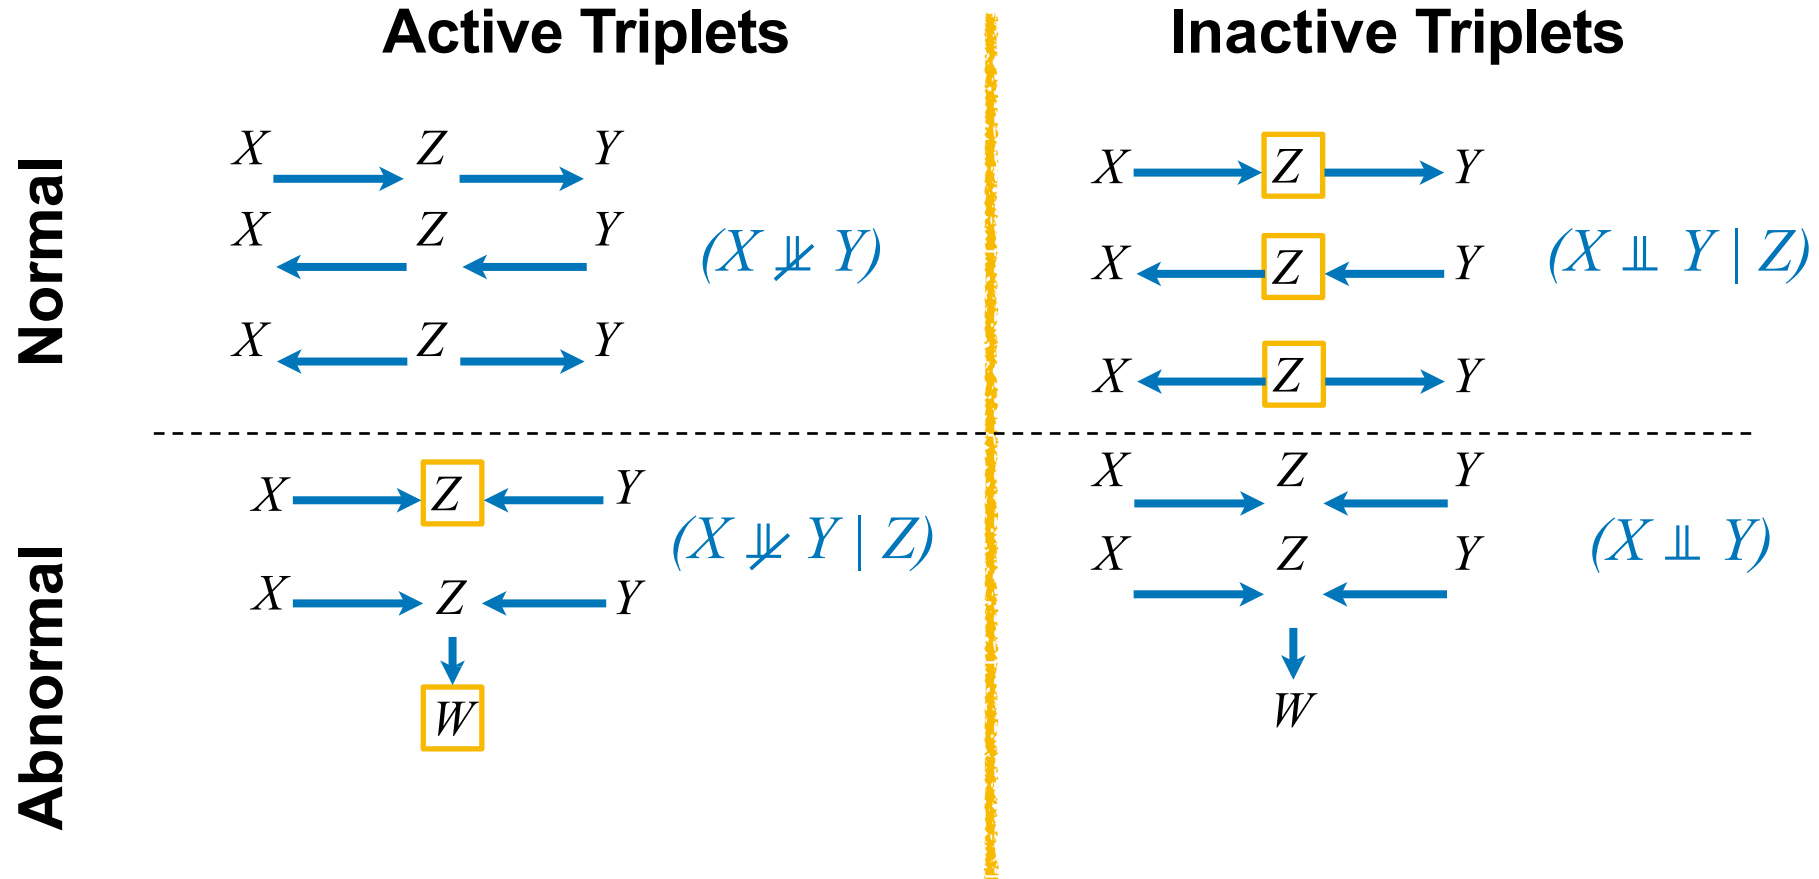 Active Triplets
Inactive Triplets
Normal
X Z Y
X Z Y
(X ⫫̸ Y)
X Z Y
X Z Y
X Z Y
(X ⫫ Y | Z)
X Z Y
Abnormal
X Z Y
(X ⫫̸ Y | Z)
X Z Y
W
X Z Y
X Z Y
(X ⫫ Y)
W